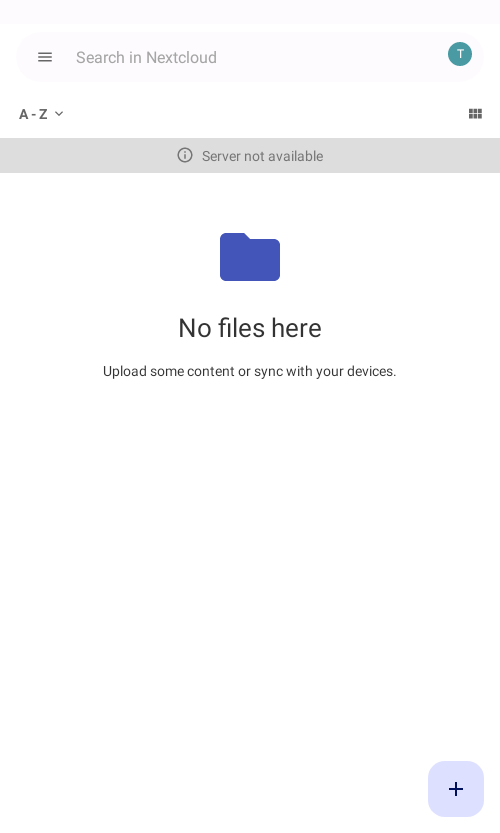 Search in Nextcloud
T
A - Z
Server not available
No files here
Upload some content or sync with your devices.